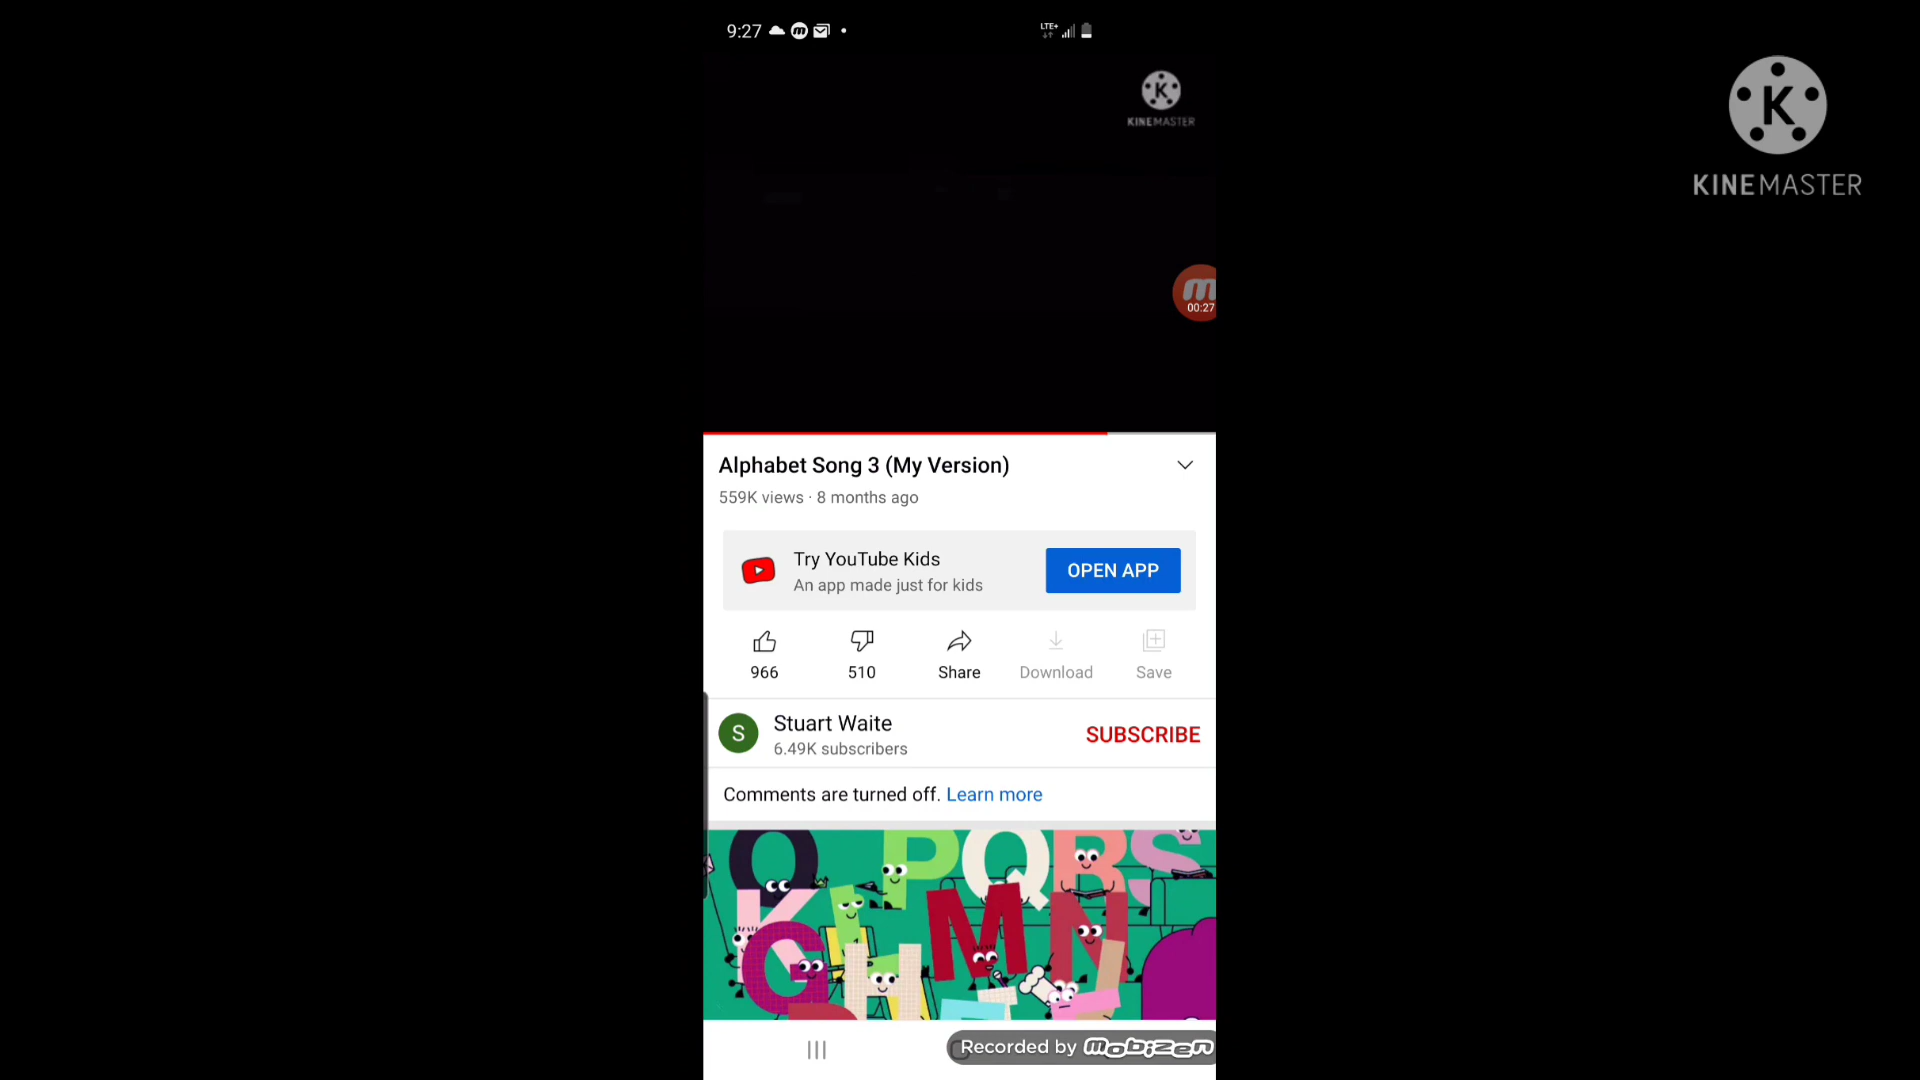 9:27
LTE+
KINEMASTER
KINEMASTER
00:27
Alphabet Song 3 (My Version)
559K views · 8 months ago
Try YouTube Kids
An app made just for kids
OPEN APP
966
510
Share
Download
Save
S
Stuart Waite
6.49K subscribers
SUBSCRIBE
Comments are turned off. Learn more
O P Q R S
K M N
G H
Recorded by mobizen